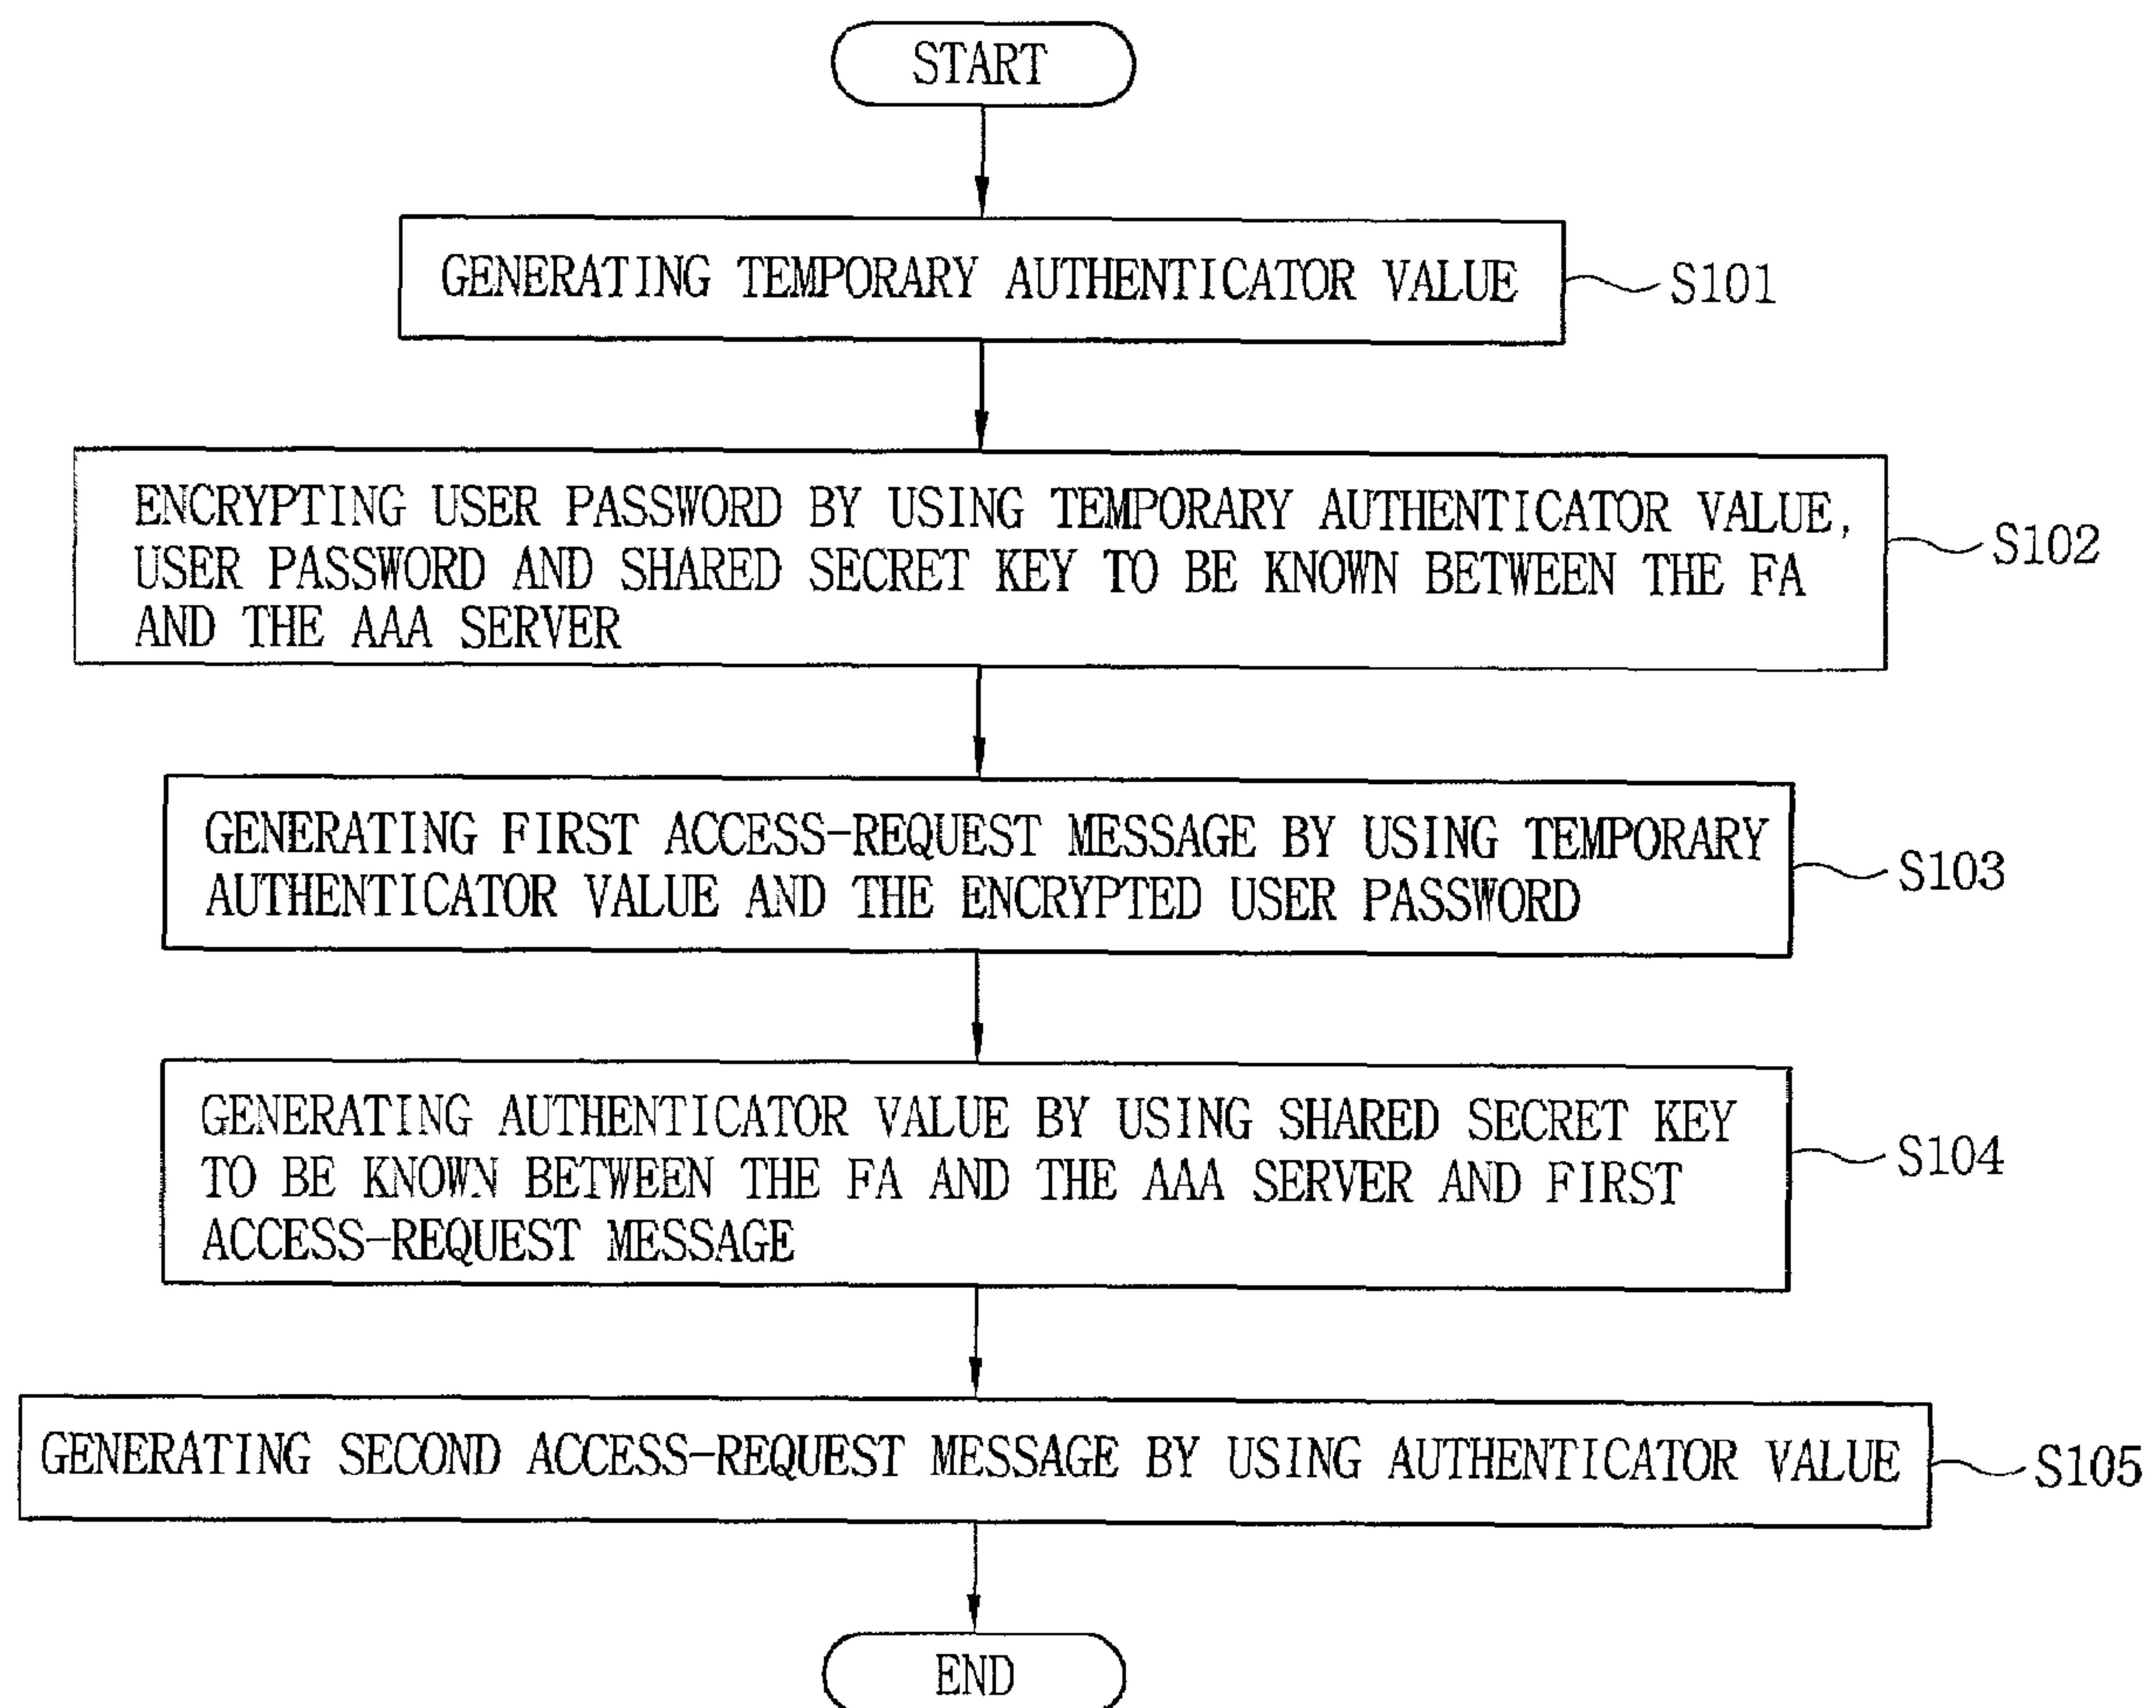 START
GENERATING TEMPORARY AUTHENTICATOR VALUE
S101
ENCRYPTING USER PASSWORD BY USING TEMPORARY AUTHENTICATOR VALUE,
USER PASSWORD AND SHARED SECRET KEY TO BE KNOWN BETWEEN THE FA
AND THE AAA SERVER
S102
GENERATING FIRST ACCESS-REQUEST MESSAGE BY USING TEMPORARY
AUTHENTICATOR VALUE AND THE ENCRYPTED USER PASSWORD
S103
GENERATING AUTHENTICATOR VALUE BY USING SHARED SECRET KEY
TO BE KNOWN BETWEEN THE FA AND THE AAA SERVER AND FIRST
ACCESS-REQUEST MESSAGE
S104
GENERATING SECOND ACCESS-REQUEST MESSAGE BY USING AUTHENTICATOR VALUE
S105
END